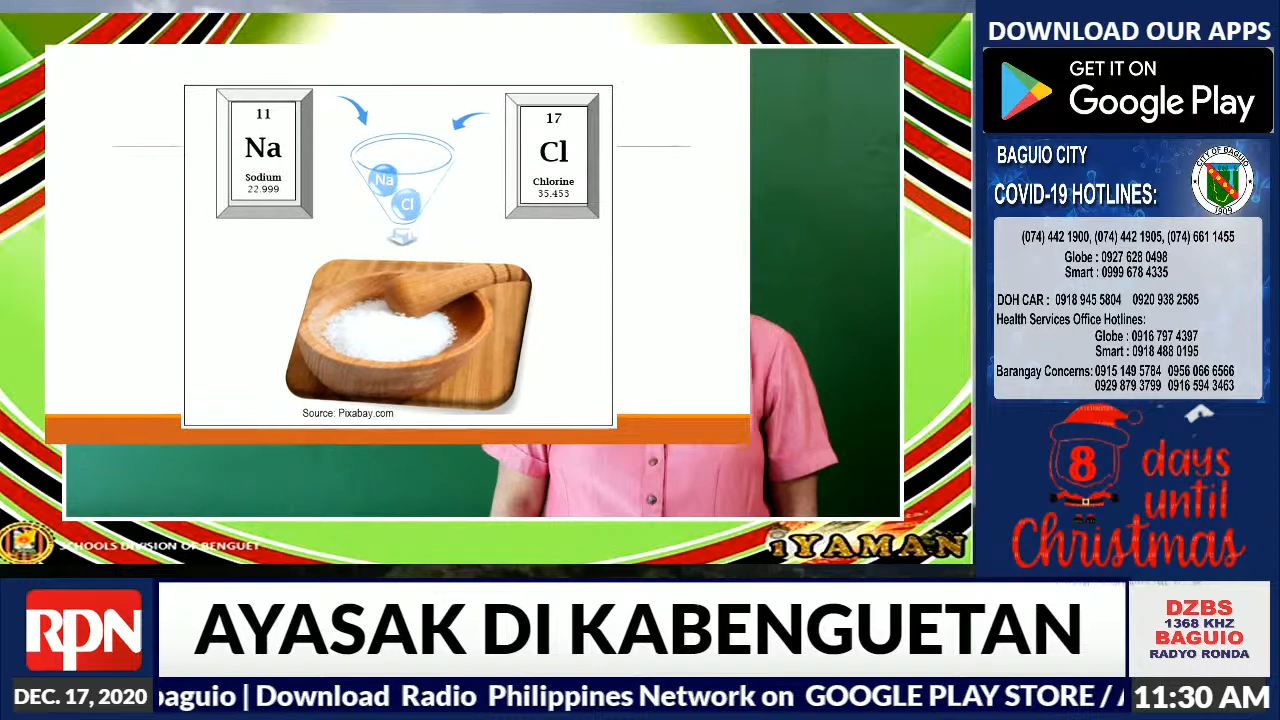 11
Na
Sodium
22.999
17
Cl
Chlorine
35.453
Na
Cl
Source: Pixabay.com
SCHOOLS DIVISION OF BENGUET
iYAMAN
DOWNLOAD OUR APPS
GET IT ON
Google Play
BAGUIO CITY
COVID-19 HOTLINES:
CITY OF BAGUIO
1909
(074) 442 1900, (074) 442 1905, (074) 661 1455
Globe : 0927 628 0498
Smart : 0999 678 4335
DOH CAR : 0918 945 5804 0920 938 2585
Health Services Office Hotlines:
Globe : 0916 797 4397
Smart : 0918 488 0195
Barangay Concerns: 0915 149 5784 0956 066 6566
0929 879 3799 0916 594 3463
8
days
until
Christmas
RPN
AYASAK DI KABENGUETAN
DZBS
1368 KHZ
BAGUIO
RADYO RONDA
DEC. 17, 2020
baguio | Download Radio Philippines Network on GOOGLE PLAY STORE /
11:30 AM